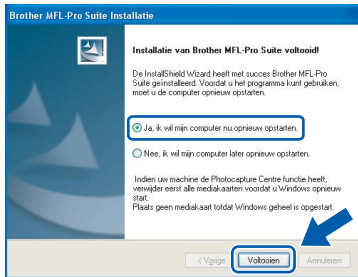 Brother MFL-Pro Suite Installatie
Installatie van Brother MFL-Pro Suite voltooid!
De InstallShield Wizard heeft met succes Brother MFL-Pro
Suite geïnstalleerd. Voordat u het programma kunt gebruiken,
moet u de computer opnieuw opstarten.
Ja, ik wil mijn computer nu opnieuw opstarten.
Nee, ik wil mijn computer later opnieuw opstarten.
Indien uw machine de Photocapture Centre functie heeft,
verwijder eerst alle mediakaarten voordat u Windows opnieuw
start.
Plaats geen mediakaart totdat Windows geheel is opgestart.
< Vorige Voltooien Annuleren